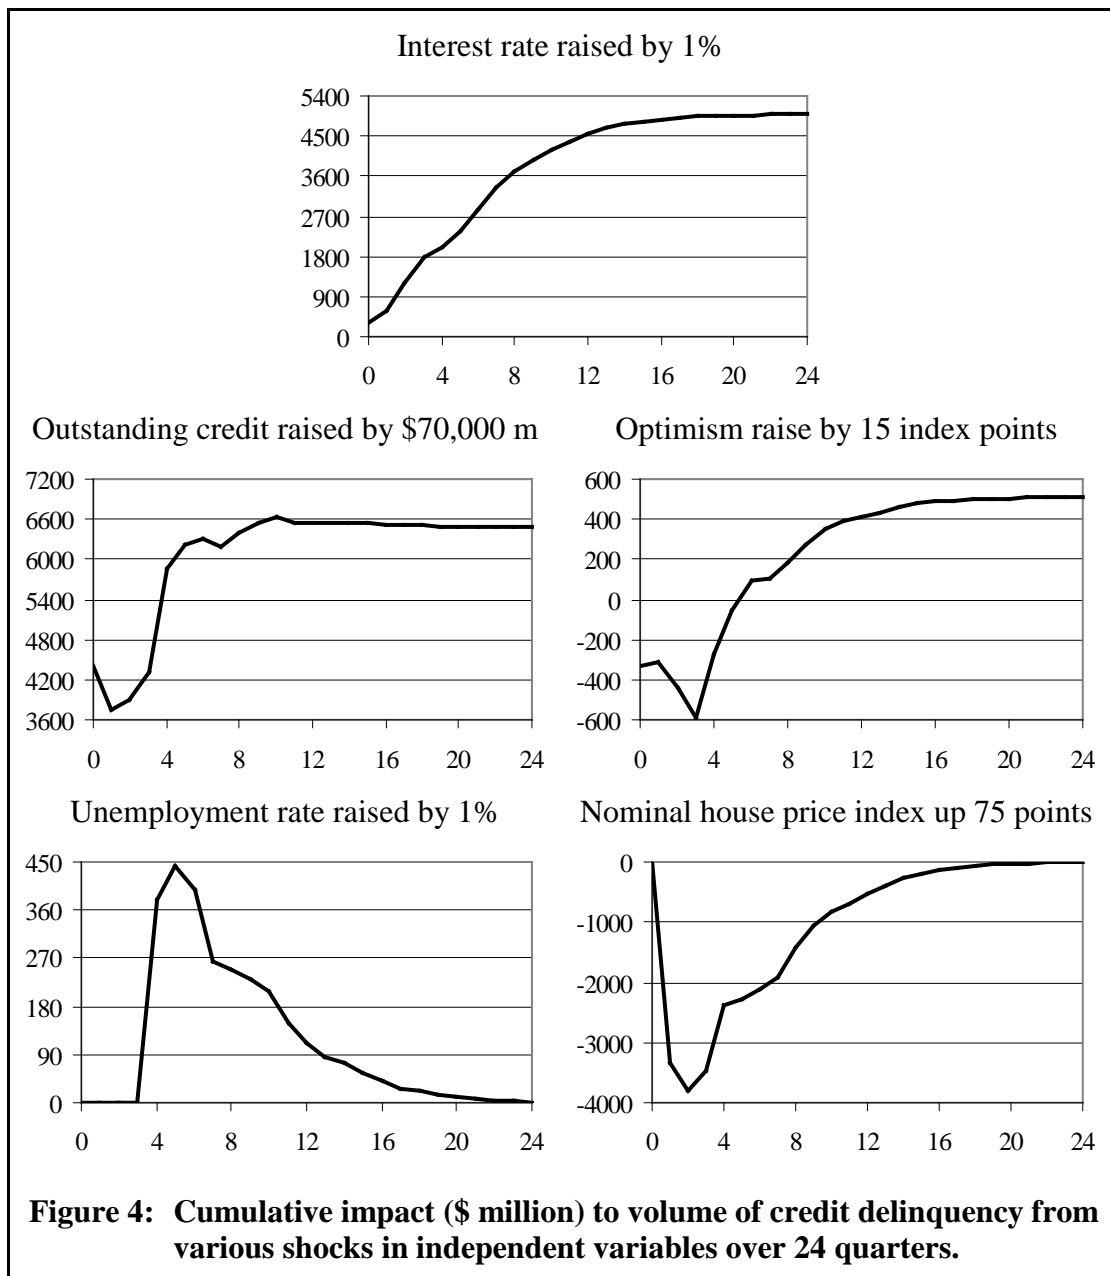 Interest rate raised by 1%
5400
4500
3600
2700
1800
900
0
0 4 8 12 16 20 24
Outstanding credit raised by $70,000 m
7200
6600
6000
5400
4800
4200
3600
0 4 8 12 16 20 24
Optimism raise by 15 index points
600
400
200
0
-200
-400
-600
0 4 8 12 16 20 24
Unemployment rate raised by 1%
450
360
270
180
90
0
0 4 8 12 16 20 24
Nominal house price index up 75 points
0
-1000
-2000
-3000
-4000
0 4 8 12 16 20 24
Figure 4: Cumulative impact ($ million) to volume of credit delinquency from
various shocks in independent variables over 24 quarters.